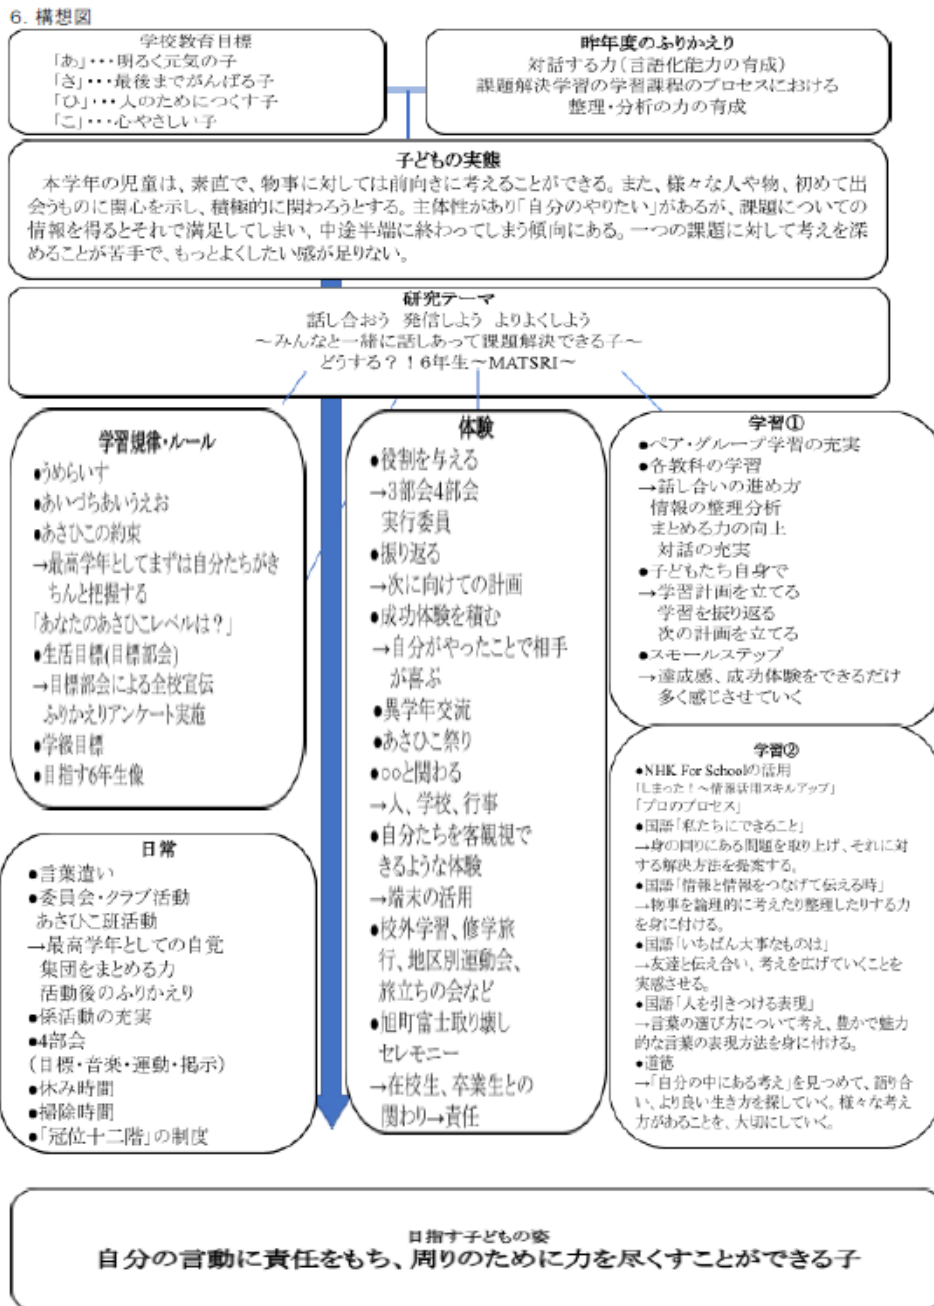 6. 構想図
学校教育目標
「あ」・・・明るく元気の子
「さ」・・・最後までがんばる子
「ひ」・・・人のためにつくす子
「こ」・・・心やさしい子
昨年度のふりかえり
対話する力(言語化能力の育成)
課題解決学習の学習課程のプロセスにおける
整理・分析の力の育成
子どもの実態
本学年の児童は、素直で、物事に対しては前向きに考えることができる。また、様々な人や物、初めて出
会うものに関心を示し、積極的に関わろうとする。主体性があり「自分のやりたい」があるが、課題についての
情報を得るとそれで満足してしまい、中途半端に終わってしまう傾向にある。一つの課題に対して考えを深
めることが苦手で、もっとよくしたい感が足りない。
研究テーマ
話し合おう 発信しよう よりよくしよう
~みんなと一緒に話しあって課題解決できる子~
どうする?!6年生~MATSRI~
学習規律・ルール
●うめらいす
●あいづちあいうえお
●あさひこの約束
→最高学年としてまずは自分たちがき
ちんと把握する
「あなたのあさひこレベルは?」
●生活目標(目標部会)
→目標部会による全校宣伝
ふりかえりアンケート実施
●学級目標
●目指す6年生像
日常
●言葉遣い
●委員会・クラブ活動
あさひこ班活動
→最高学年としての自覚
集団をまとめる力
活動後のふりかえり
●係活動の充実
●4部会
(目標・音楽・運動・掲示)
●休み時間
●掃除時間
●「冠位十二階」の制度
体験
●役割を与える
→3部会4部会
実行委員
●振り返る
→次に向けての計画
●成功体験を積む
→自分がやったことで相手
が喜ぶ
●異学年交流
●あさひこ祭り
●○○と関わる
→人、学校、行事
●自分たちを客観視で
きるような体験
→端末の活用
●校外学習、修学旅
行、地区別運動会、
旅立ちの会など
●旭町富士取り壊し
セレモニー
→在校生、卒業生との
関わり→責任
学習①
●ペア・グループ学習の充実
●各教科の学習
→話し合いの進め方
情報の整理分析
まとめる力の向上
対話の充実
●子どもたち自身で
→学習計画を立てる
学習を振り返る
次の計画を立てる
●スモールステップ
→達成感、成功体験をできるだけ
多く感じさせていく
学習②
●NHK For Schoolの活用
「しまった!~情報活用スキルアップ」
「プロのプロセス」
●国語「私たちにできること」
→身の回りにある問題を取り上げ、それに対
する解決方法を提案する。
●国語「情報と情報をつなげて伝える時」
→物事を論理的に考えたり整理したりする力
を身に付ける。
●国語「いちばん大事なものは」
→友達と伝え合い、考えを広げていくことを
実感させる。
●国語「人を引きつける表現」
→言葉の選び方について考え、豊かで魅力
的な言葉の表現方法を身に付ける。
●道徳
→「自分の中にある考え」を見つめて、語り合
い、より良い生き方を探していく。様々な考え
方があることを、大切にしていく。
目指す子どもの姿
自分の言動に責任をもち、周りのために力を尽くすことができる子